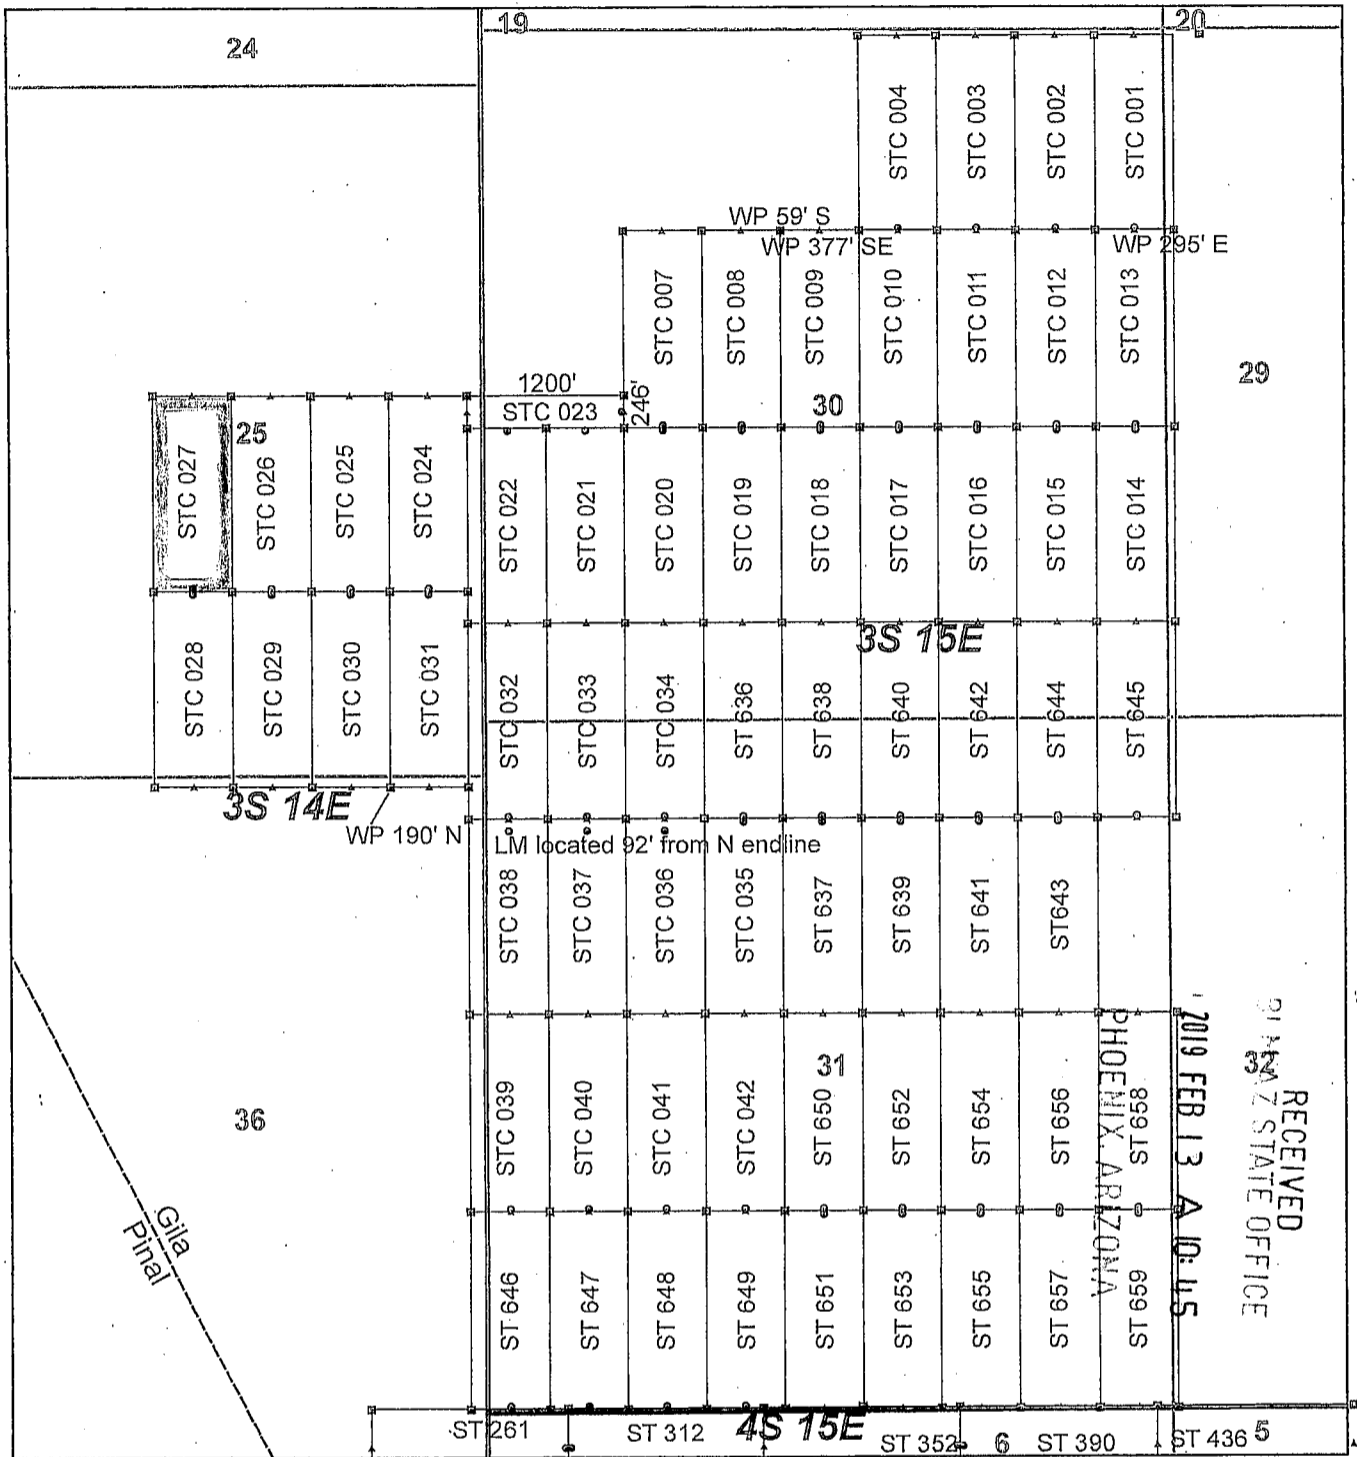 19
20
24
STC 004
STC 003
STC 002
STC 001
WP 59' S
WP 377' SE
WP 295' E
STC 007
STC 008
STC 009
STC 010
STC 011
STC 012
STC 013
29
1200'
STC 023
246'
30
25
STC 027
STC 026
STC 025
STC 024
STC 022
STC 021
STC 020
STC 019
STC 018
STC 017
STC 016
STC 015
STC 014
3S 15E
STC 028
STC 029
STC 030
STC 031
STC 032
STC 033
STC 034
ST 636
ST 638
ST 640
ST 642
ST 644
ST 645
3S 14E
WP 190' N
LM located 92' from N endline
STC 038
STC 037
STC 036
STC 035
ST 637
ST 639
ST 641
ST643
31
32
36
STC 039
STC 040
STC 041
STC 042
ST 650
ST 652
ST 654
ST 656
ST 658
RECEIVED
STATE OFFICE
2019 FEB 13 A 10:45
PHOENIX, ARIZONA
Gila
Pinal
ST 646
ST 647
ST 648
ST 649
ST 651
ST 653
ST 655
ST 657
ST 659
ST 261
ST 312
4S 15E
ST 352
6
ST 390
ST 436
5